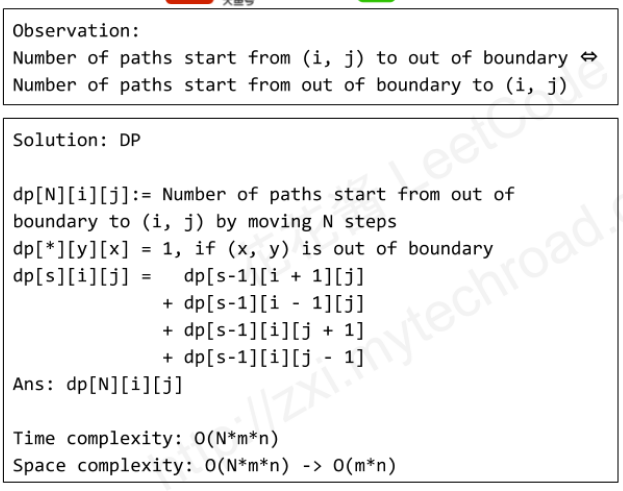 Observation:
Number of paths start from (i, j) to out of boundary ⇔
Number of paths start from out of boundary to (i, j)
Solution: DP
dp[N][i][j]:= Number of paths start from out of
boundary to (i, j) by moving N steps
dp[*][y][x] = 1, if (x, y) is out of boundary
dp[s][i][j] = dp[s-1][i + 1][j]
+ dp[s-1][i - 1][j]
+ dp[s-1][i][j + 1]
+ dp[s-1][i][j - 1]
Ans: dp[N][i][j]
Time complexity: O(N*m*n)
Space complexity: O(N*m*n) -> O(m*n)
LeetCode
http://zxi.mytechroad.